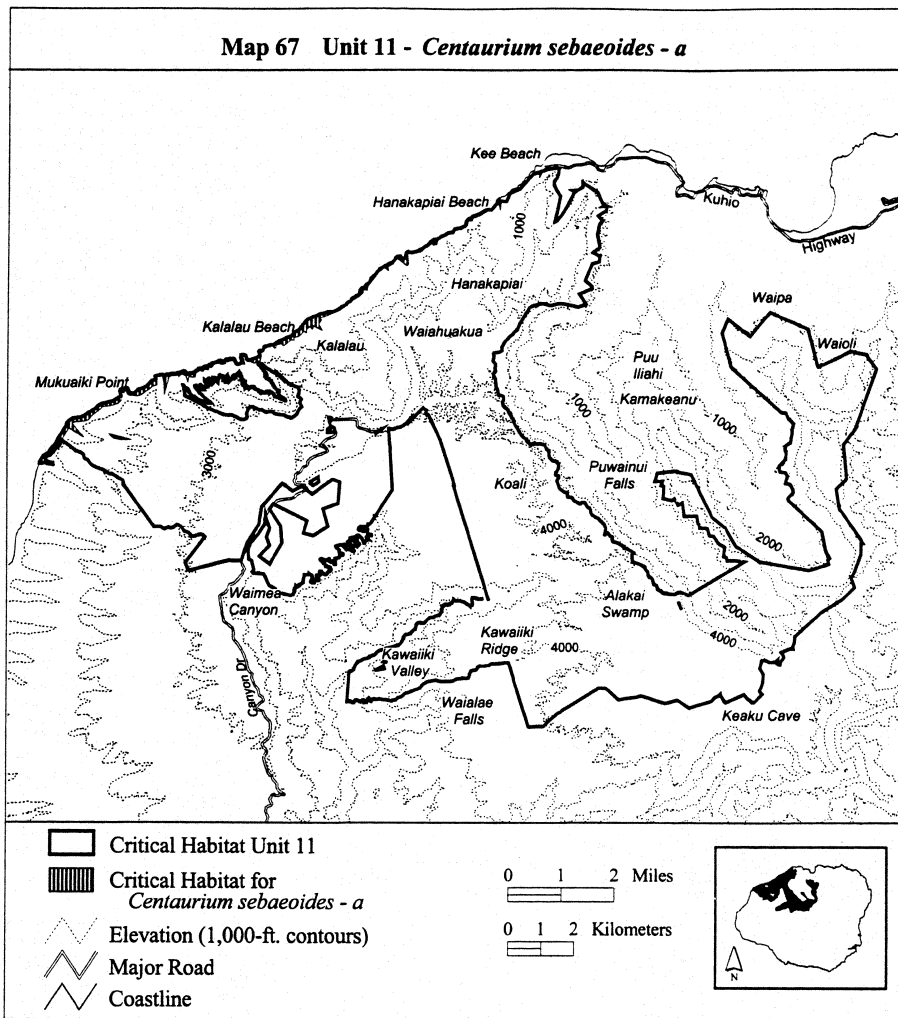 Map 67 Unit 11 - Centaurium sebaeoides - a
Kee Beach
Hanakapiai Beach
Kuhio
Highway
1000
Hanakapiai
Waipa
Kalalau Beach
Waiahuakua
Kalalau
Waioli
Puu
Iliahi
Mukuaiki Point
Kamakeanu
1000
1000
3000
Puwainui
Falls
Koali
4000
2000
Waimea
Canyon
Alakai
Swamp
2000
4000
Kawaiiki
Ridge
4000
Kawaiiki
Valley
Canyon Dr
Waialae
Falls
Keaku Cave
Critical Habitat Unit 11
Critical Habitat for
Centaurium sebaeoides - a
Elevation (1,000-ft. contours)
Major Road
Coastline
0 1 2 Miles
0 1 2 Kilometers
N